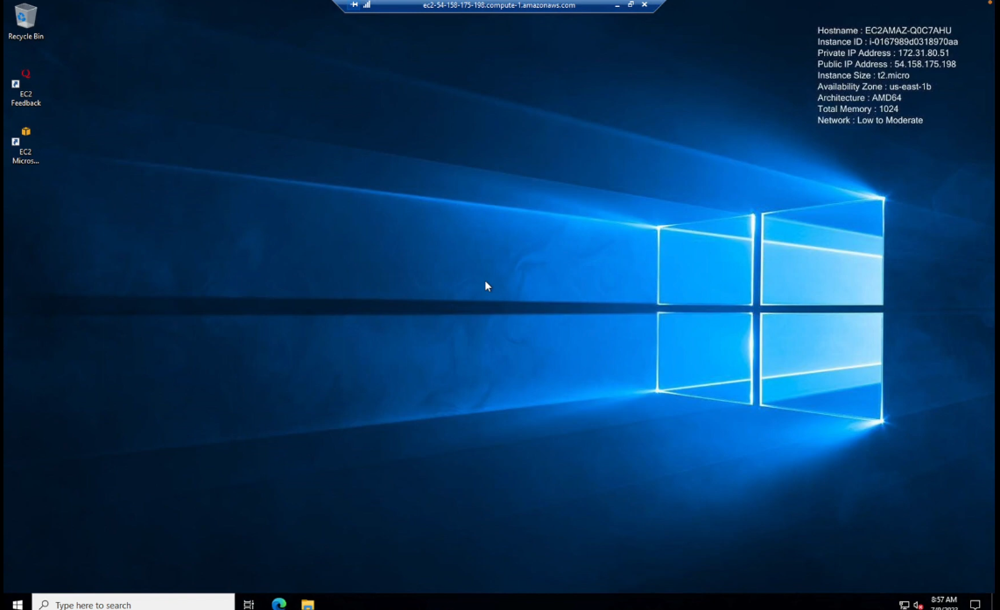 ec2-54-158-175-198.compute-1.amazonaws.com
Recycle Bin
EC2
Feedback
EC2
Micros...
Hostname : EC2AMAZ-Q0C7AHU
Instance ID : i-0167989d0318970aa
Private IP Address : 172.31.80.51
Public IP Address : 54.158.175.198
Instance Size : t2.micro
Availability Zone : us-east-1b
Architecture : AMD64
Total Memory : 1024
Network : Low to Moderate
Type here to search
8:57 AM